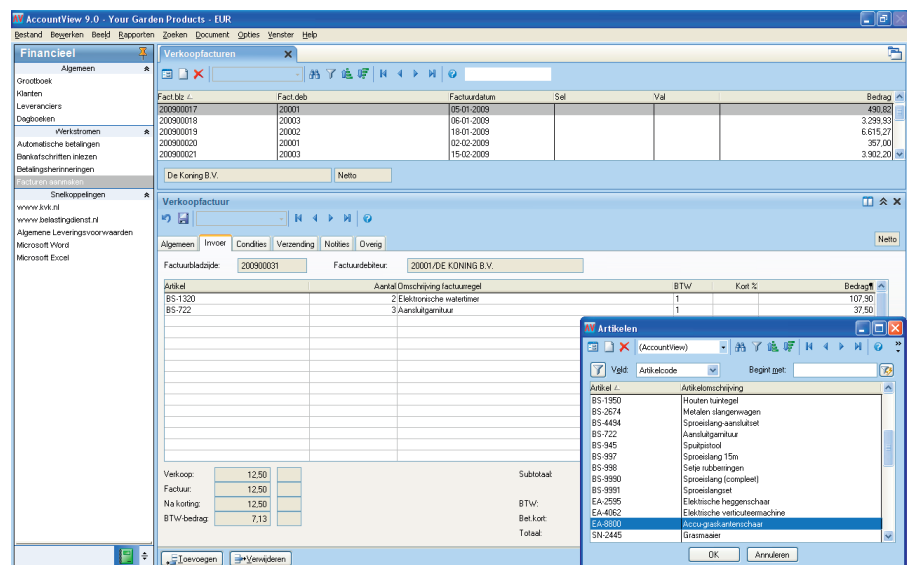 AccountView 9.0 - Your Garden Products - EUR
Bestand Bewerken Beeld Rapporten Zoeken Document Opties Venster Help
Financieel
Algemeen
Grootboek
Klanten
Leveranciers
Dagboeken
Werkstromen
Automatische betalingen
Bankafschriften inlezen
Betalingsherinneringen
Facturen aanmaken
Snelkoppelingen
www.kvk.nl
www.belastingdienst.nl
Algemene Leveringsvoorwaarden
Microsoft Word
Microsoft Excel
Verkoopfacturen
Fact.blz Fact.deb Factuurdatum Sel Val Bedrag
200900017 20001 05-01-2009 490,82
200900018 20003 06-01-2009 3.299,93
200900019 20002 18-01-2009 6.615,27
200900020 20001 02-02-2009 357,00
200900021 20003 15-02-2009 3.902,20
De Koning B.V. Netto
Verkoopfactuur
Algemeen Invoer Condities Verzending Notities Overig Netto
Factuurbladzijde: 200900031 Factuurdebiteur: 20001/DE KONING B.V.
Artikel Aantal Omschrijving factuurregel BTW Kort % Bedrag¶
BS-1320 2 Elektronische watertimer 1 107,90
BS-722 3 Aansluitgarnituur 1 37,50
Verkoop: 12,50 Subtotaal:
Factuur: 12,50
Na korting: 12,50 BTW:
BTW-bedrag: 7,13 Bet.kort:
Totaal:
Toevoegen Verwijderen
Artikelen
(AccountView)
Veld: Artikelcode Begint met:
Artikel Artikelomschrijving
BS-1950 Houten tuintegel
BS-2674 Metalen slangenwagen
BS-4494 Sproeislang-aansluitset
BS-722 Aansluitgarnituur
BS-945 Spuitpistool
BS-997 Sproeislang 15m
BS-998 Setje rubberringen
BS-9990 Sproeislang (compleet)
BS-9991 Sproeislangset
EA-2595 Elektrische heggenschaar
EA-4062 Elektrische verticuteermachine
EA-8800 Accu-graskantenschaar
SN-2445 Grasmaaier
OK Annuleren